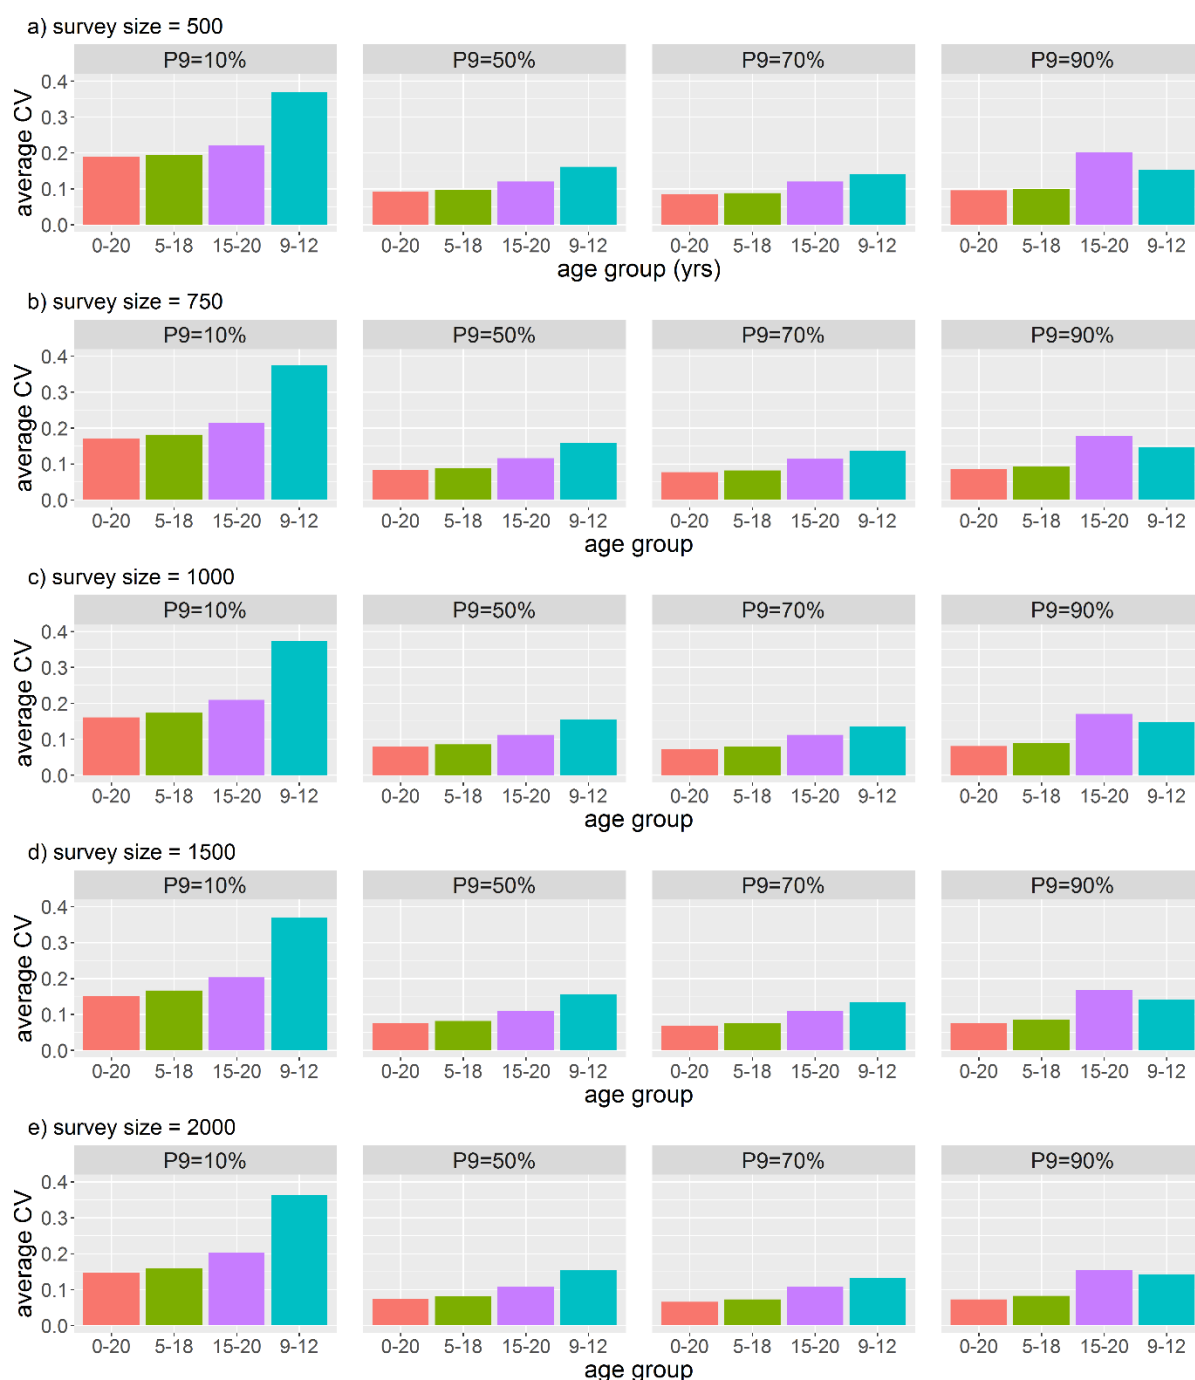 a) survey size = 500
P9=10% P9=50% P9=70% P9=90%
average CV
0.4
0.3
0.2
0.1
0.0
0-20 5-18 15-20 9-12 0-20 5-18 15-20 9-12 0-20 5-18 15-20 9-12 0-20 5-18 15-20 9-12
age group (yrs)
b) survey size = 750
P9=10% P9=50% P9=70% P9=90%
average CV
0.4
0.3
0.2
0.1
0.0
0-20 5-18 15-20 9-12 0-20 5-18 15-20 9-12 0-20 5-18 15-20 9-12 0-20 5-18 15-20 9-12
age group
c) survey size = 1000
P9=10% P9=50% P9=70% P9=90%
average CV
0.4
0.3
0.2
0.1
0.0
0-20 5-18 15-20 9-12 0-20 5-18 15-20 9-12 0-20 5-18 15-20 9-12 0-20 5-18 15-20 9-12
age group
d) survey size = 1500
P9=10% P9=50% P9=70% P9=90%
average CV
0.4
0.3
0.2
0.1
0.0
0-20 5-18 15-20 9-12 0-20 5-18 15-20 9-12 0-20 5-18 15-20 9-12 0-20 5-18 15-20 9-12
age group
e) survey size = 2000
P9=10% P9=50% P9=70% P9=90%
average CV
0.4
0.3
0.2
0.1
0.0
0-20 5-18 15-20 9-12 0-20 5-18 15-20 9-12 0-20 5-18 15-20 9-12 0-20 5-18 15-20 9-12
age group